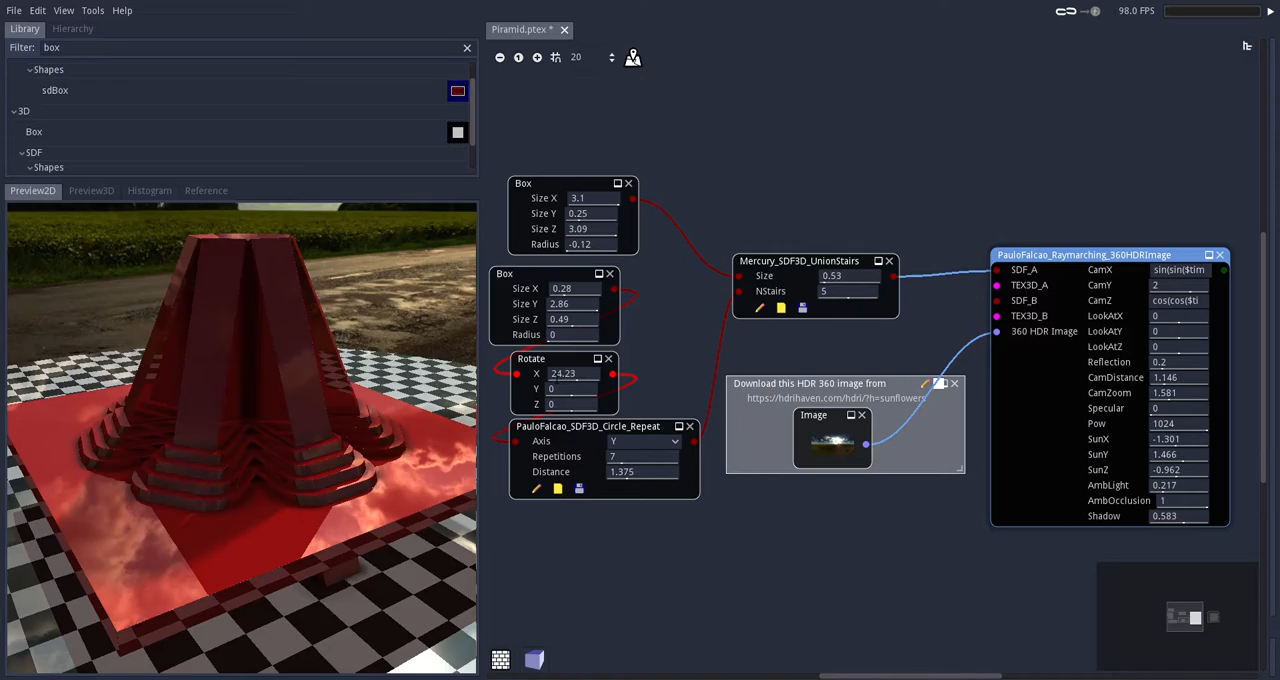 File Edit View Tools Help
98.0 FPS
Library Hierarchy
Filter: box
Shapes
sdBox
3D
Box
SDF
Shapes
Preview2D Preview3D Histogram Reference
Piramid.ptex *
20
Box
Size X 3.1
Size Y 0.25
Size Z 3.09
Radius -0.12
Box
Size X 0.28
Size Y 2.86
Size Z 0.49
Radius 0
Rotate
X 24.23
Y 0
Z 0
PauloFalcao_SDF3D_Circle_Repeat
Axis Y
Repetitions 7
Distance 1.375
Mercury_SDF3D_UnionStairs
Size 0.53
NStairs 5
Download this HDR 360 image from
https://hdrihaven.com/hdri/?h=sunflowers
Image
PauloFalcao_Raymarching_360HDRImage
SDF_A CamX sin(sin($tim
TEX3D_A CamY 2
SDF_B CamZ cos(cos($ti
TEX3D_B LookAtX 0
360 HDR Image LookAtY 0
LookAtZ 0
Reflection 0.2
CamDistance 1.146
CamZoom 1.581
Specular 0
Pow 1024
SunX -1.301
SunY 1.466
SunZ -0.962
AmbLight 0.217
AmbOcclusion 1
Shadow 0.583